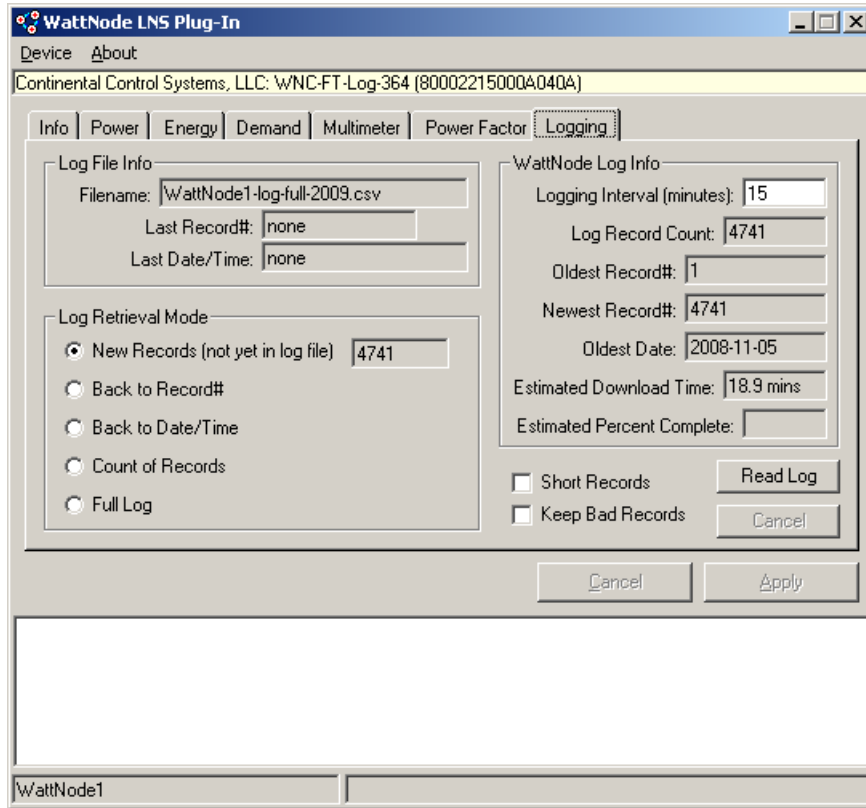 WattNode LNS Plug-In
Device About
Continental Control Systems, LLC: WNC-FT-Log-364 (80002215000A040A)
Info Power Energy Demand Multimeter Power Factor Logging
Log File Info
Filename: WattNode1-log-full-2009.csv
Last Record#: none
Last Date/Time: none
Log Retrieval Mode
New Records (not yet in log file) 4741
Back to Record#
Back to Date/Time
Count of Records
Full Log
WattNode Log Info
Logging Interval (minutes): 15
Log Record Count: 4741
Oldest Record#: 1
Newest Record#: 4741
Oldest Date: 2008-11-05
Estimated Download Time: 18.9 mins
Estimated Percent Complete:
Short Records
Keep Bad Records
Read Log
Cancel
Cancel Apply
WattNode1